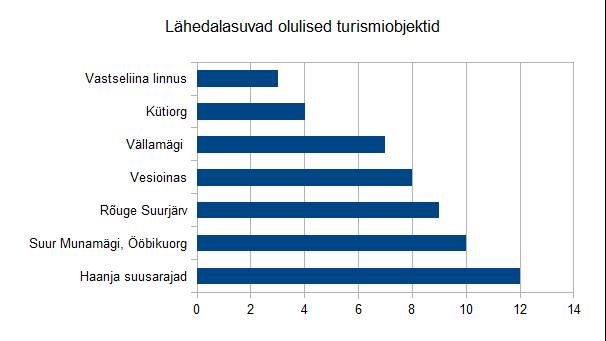 Lähedalasuvad olulised turismiobjektid
Vastseliina linnus
Kütiorg
Vällamägi
Vesioinas
Rõuge Suurjärv
Suur Munamägi, Ööbikuorg
Haanja suusarajad
0 2 4 6 8 10 12 14